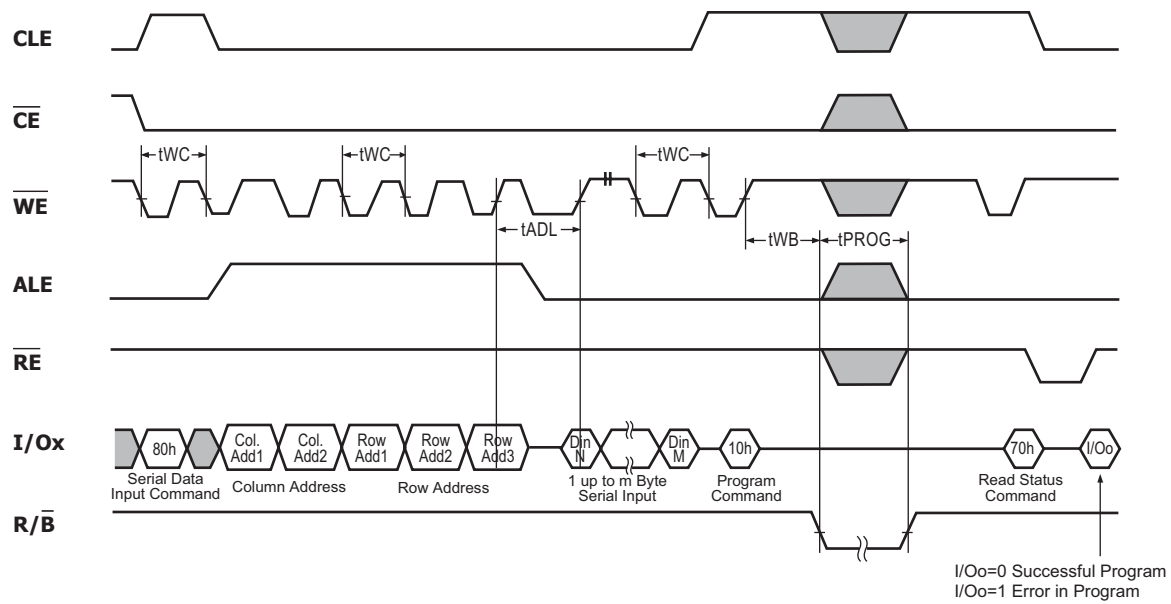 CLE
CE
tWC
tWC
tWC
WE
tADL
tWB
tPROG
ALE
RE
I/Ox
80h
Col.
Add1
Col.
Add2
Row
Add1
Row
Add2
Row
Add3
Din
N
Din
M
10h
70h
I/Oo
Serial Data
Input Command
Column Address
Row Address
1 up to m Byte
Serial Input
Program
Command
Read Status
Command
R/B
I/Oo=0 Successful Program
I/Oo=1 Error in Program